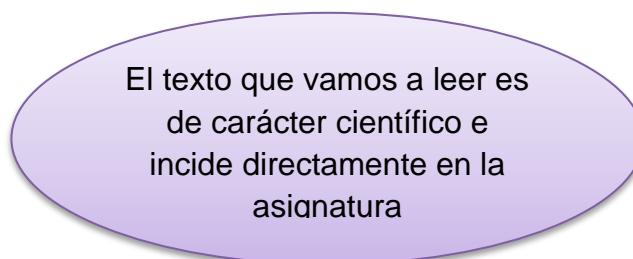 El texto que vamos a leer es
de carácter científico e
incide directamente en la
asignatura